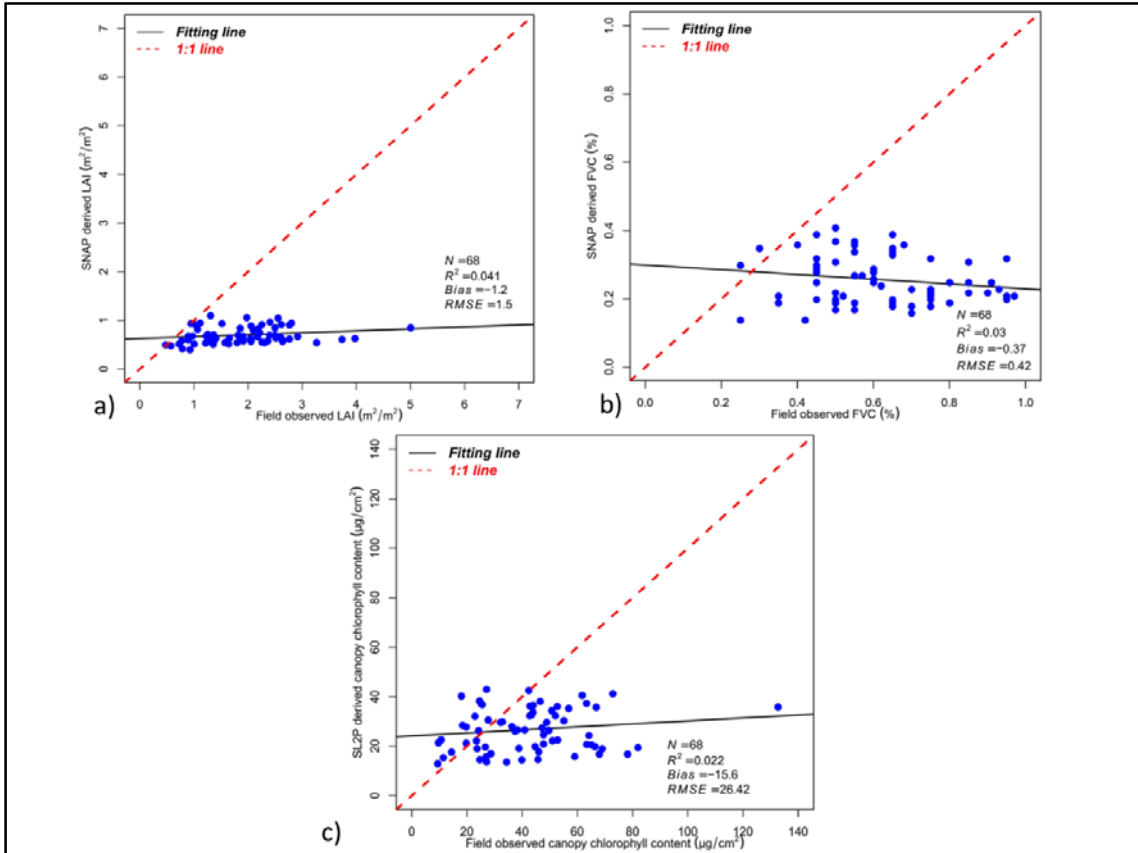 Fitting line
1:1 line
SNAP derived LAI (m²/m²)
7
6
5
4
3
2
1
0
N =68
R² =0.041
Bias =−1.2
RMSE =1.5
0 1 2 3 4 5 6 7
a)
Field observed LAI (m²/m²)
Fitting line
1:1 line
SNAP derived FVC (%)
1.0
0.8
0.6
0.4
0.2
0.0
N =68
R² =0.03
Bias =−0.37
RMSE =0.42
0.0 0.2 0.4 0.6 0.8 1.0
b)
Field observed FVC (%)
Fitting line
1:1 line
SL2P derived canopy chlorophyll content (µg/cm²)
140
120
100
80
60
40
20
0
N =68
R² =0.022
Bias =−15.6
RMSE =26.42
0 20 40 60 80 100 120 140
c)
Field observed canopy chlorophyll content (µg/cm²)